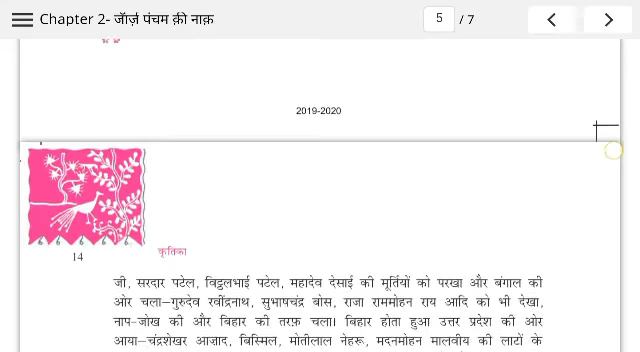 Chapter 2- जॅार्ज़ पंचम क़ी नाक़
5 / 7
2019-2020
14
कृतिका
जी, सरदार पटेल, विट्ठलभाई पटेल, महादेव देसाई की मूर्तियों को परखा और बंगाल की
ओर चला–गुरुदेव रवींद्रनाथ, सुभाषचंद्र बोस, राजा राममोहन राय आदि को भी देखा,
नाप-जोख की और बिहार की तरफ़ चला। बिहार होता हुआ उत्तर प्रदेश की ओर
आया–चंद्रशेखर आज़ाद, बिस्मिल, मोतीलाल नेहरू, मदनमोहन मालवीय की लाटों के